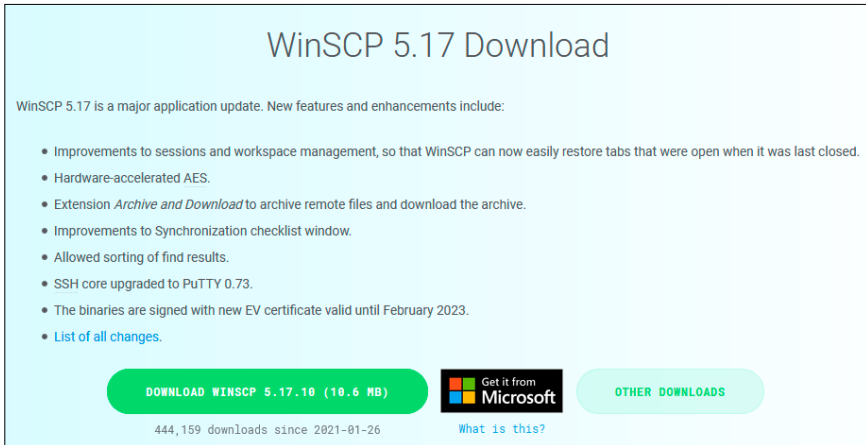 WinSCP 5.17 Download
WinSCP 5.17 is a major application update. New features and enhancements include:
• Improvements to sessions and workspace management, so that WinSCP can now easily restore tabs that were open when it was last closed.
• Hardware-accelerated AES.
• Extension Archive and Download to archive remote files and download the archive.
• Improvements to Synchronization checklist window.
• Allowed sorting of find results.
• SSH core upgraded to PuTTY 0.73.
• The binaries are signed with new EV certificate valid until February 2023.
• List of all changes.
DOWNLOAD WINSCP 5.17.10 (10.6 MB)
Get it from
Microsoft
OTHER DOWNLOADS
444,159 downloads since 2021-01-26
What is this?